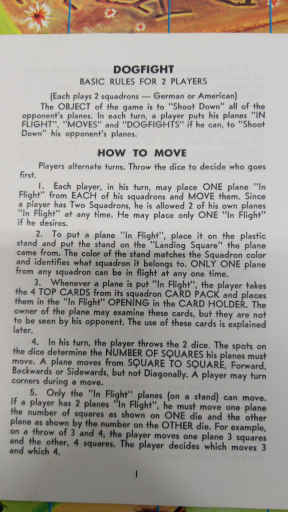 DOGFIGHT
BASIC RULES FOR 2 PLAYERS
(Each plays 2 squadrons — German or American)
The OBJECT of the game is to "Shoot Down" all of the
opponent's planes. In each turn, a player puts his planes "IN
FLIGHT", "MOVES" and "DOGFIGHTS" if he can, to "Shoot
Down" his opponent's planes.
HOW TO MOVE
Players alternate turns. Throw the dice to decide who goes
first.
1. Each player, in his turn, may place ONE plane "In
Flight" from EACH of his squadrons and MOVE them. Since
a player has Two Squadrons, he is allowed 2 of his own planes
"In Flight" at any time. He may place only ONE "In Flight"
if he desires.
2. To put a plane "In Flight", place it on the plastic
stand and put the stand on the "Landing Square" the plane
came from. The color of the stand matches the Squadron color
and identifies what squadron it belongs to. ONLY ONE plane
from any squadron can be in flight at any one time.
3. Whenever a plane is put "In Flight", the player takes
the 4 TOP CARDS from its squadron CARD PACK and places
them in the "In Flight" OPENING in the CARD HOLDER. The
owner of the plane may examine these cards, but they are not
to be seen by his opponent. The use of these cards is explained
later.
4. In his turn, the player throws the 2 dice. The spots on
the dice determine the NUMBER OF SQUARES his planes must
move. A plane moves from SQUARE TO SQUARE, Forward,
Backwards or Sidewards, but not Diagonally. A player may turn
corners during a move.
5. Only the "In Flight" planes (on a stand) can move.
If a player has 2 planes "In Flight", he must move one plane
the number of squares as shown on ONE die and the other
plane as shown by the number on the OTHER die. For example,
on a throw of 3 and 4, the player moves one plane 3 squares
and the other, 4 squares. The player decides which moves 3
and which 4.
1